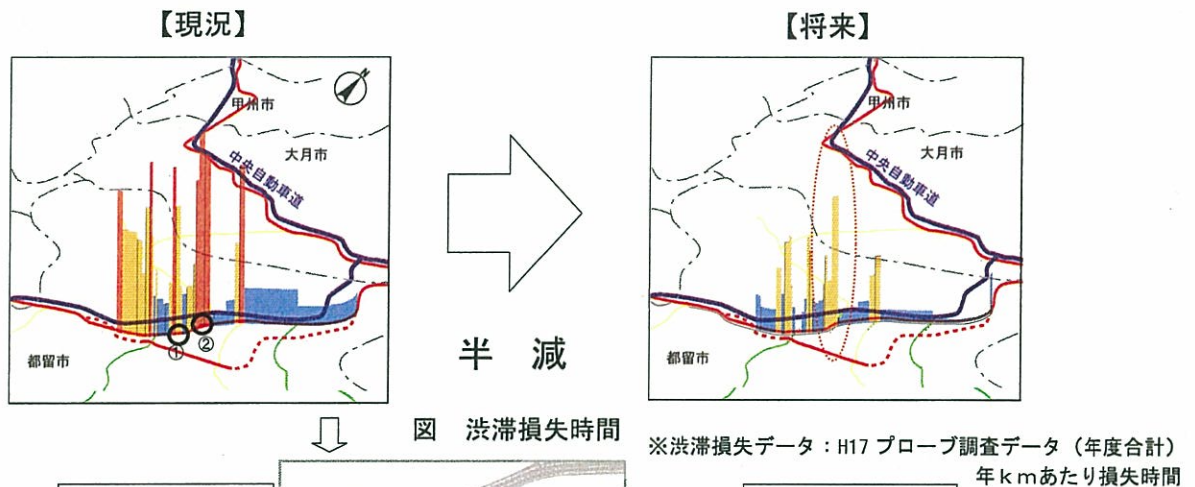 【現況】
【将来】
N
甲州市
大月市
中央自動車道
都留市
①
②
甲州市
大月市
中央自動車道
都留市
半 減
図 渋滞損失時間
※渋滞損失データ：H17 プローブ調査データ（年度合計）
年ｋｍあたり損失時間